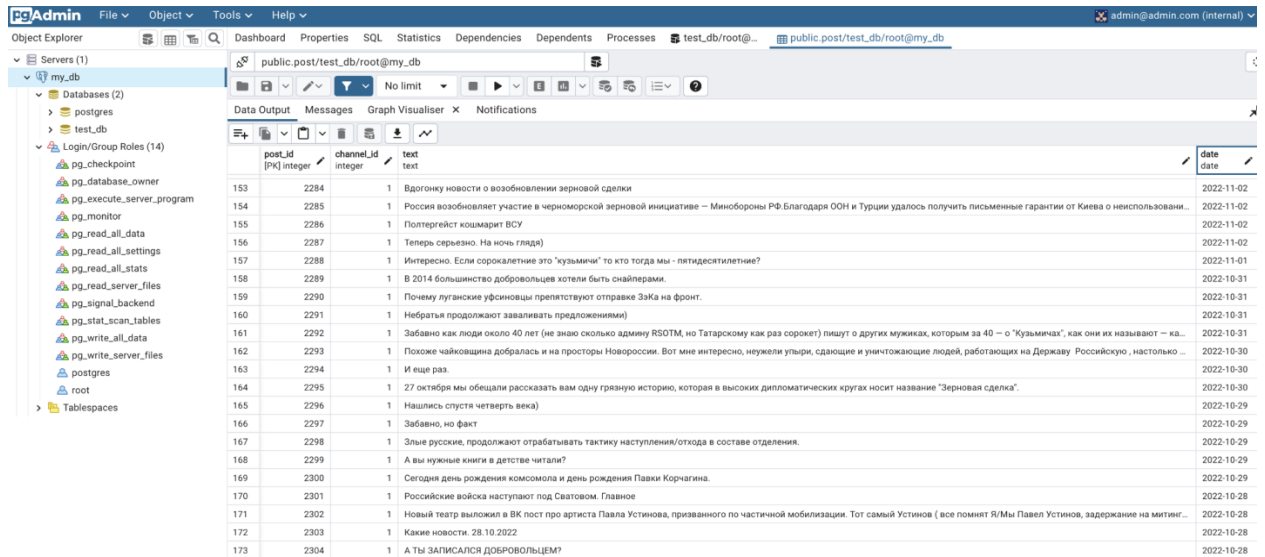 pgAdmin File Object Tools Help admin@admin.com (internal)
Object Explorer
Dashboard Properties SQL Statistics Dependencies Dependents Processes test_db/root@... public.post/test_db/root@my_db
Servers (1)
my_db
Databases (2)
postgres
test_db
Login/Group Roles (14)
pg_checkpoint
pg_database_owner
pg_execute_server_program
pg_monitor
pg_read_all_data
pg_read_all_settings
pg_read_all_stats
pg_read_server_files
pg_signal_backend
pg_stat_scan_tables
pg_write_all_data
pg_write_server_files
postgres
root
Tablespaces
public.post/test_db/root@my_db
No limit
Data Output Messages Graph Visualiser Notifications
post_id channel_id text date
[PK] integer integer text date
153 2284 1 Вдогонку новости о возобновлении зерновой сделки 2022-11-02
154 2285 1 Россия возобновляет участие в черноморской зерновой инициативе — Минобороны РФ.Благодаря ООН и Турции удалось получить письменные гарантии от Киева о неиспользовани... 2022-11-02
155 2286 1 Полтергейст кошмарит ВСУ 2022-11-02
156 2287 1 Теперь серьезно. На ночь глядя) 2022-11-02
157 2288 1 Интересно. Если сорокалетние это "кузьмичи" то кто тогда мы - пятидесятилетние? 2022-11-01
158 2289 1 В 2014 большинство добровольцев хотели быть снайперами. 2022-10-31
159 2290 1 Почему луганские уфсиновцы препятствуют отправке ЗэКа на фронт. 2022-10-31
160 2291 1 Небратья продолжают заваливать предложениями) 2022-10-31
161 2292 1 Забавно как люди около 40 лет (не знаю сколько админу RSOTM, но Татарскому как раз сорокет) пишут о других мужиках, которым за 40 — о "Кузьмичах", как они их называют — ка... 2022-10-31
162 2293 1 Похоже чайковщина добралась и на просторы Новороссии. Вот мне интересно, неужели упыри, сдающие и уничтожающие людей, работающих на Державу Российскую , настолько ... 2022-10-30
163 2294 1 И еще раз. 2022-10-30
164 2295 1 27 октября мы обещали рассказать вам одну грязную историю, которая в высоких дипломатических кругах носит название "Зерновая сделка". 2022-10-30
165 2296 1 Нашлись спустя четверть века) 2022-10-29
166 2297 1 Забавно, но факт 2022-10-29
167 2298 1 Злые русские, продолжают отрабатывать тактику наступления/отхода в составе отделения. 2022-10-29
168 2299 1 А вы нужные книги в детстве читали? 2022-10-29
169 2300 1 Сегодня день рождения комсомола и день рождения Павки Корчагина. 2022-10-29
170 2301 1 Российские войска наступают под Сватовом. Главное 2022-10-28
171 2302 1 Новый театр выложил в ВК пост про артиста Павла Устинова, призванного по частичной мобилизации. Тот самый Устинов ( все помнят Я/Мы Павел Устинов, задержание на митинг... 2022-10-28
172 2303 1 Какие новости. 28.10.2022 2022-10-28
173 2304 1 А ТЫ ЗАПИСАЛСЯ ДОБРОВОЛЬЦЕМ? 2022-10-28